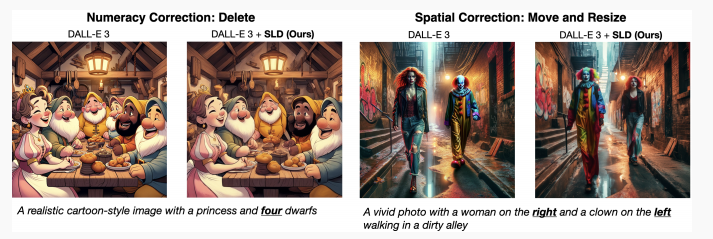 Numeracy Correction: Delete
DALL-E 3
DALL-E 3 + SLD (Ours)
A realistic cartoon-style image with a princess and four dwarfs
Spatial Correction: Move and Resize
DALL-E 3
DALL-E 3 + SLD (Ours)
A vivid photo with a woman on the right and a clown on the left
walking in a dirty alley